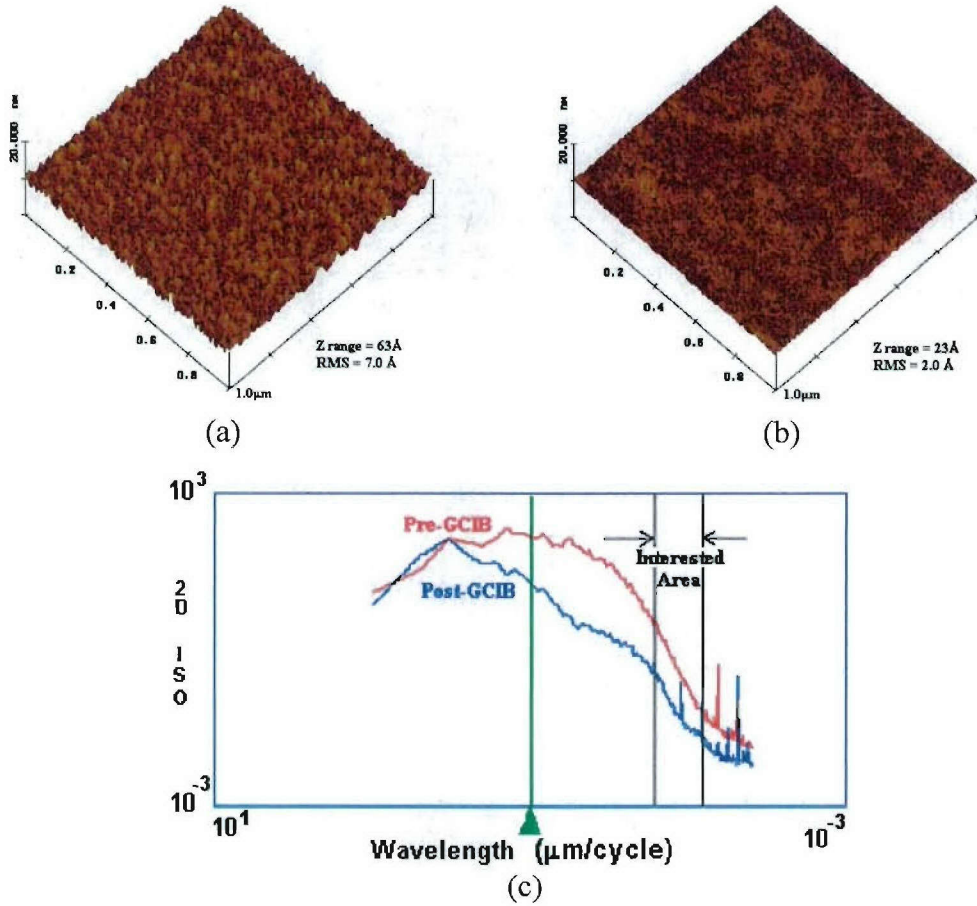 20.000 nm
0.2
0.4
0.6
0.8
1.0μm
Z range = 63Å
RMS = 7.0 Å
(a)
20.000 nm
0.2
0.4
0.6
0.8
1.0μm
Z range = 23Å
RMS = 2.0 Å
(b)
10³
Pre-GCIB
Post-GCIB
Interested
Area
2D ISO
10⁻³
10¹
10⁻³
Wavelength (μm/cycle)
(c)